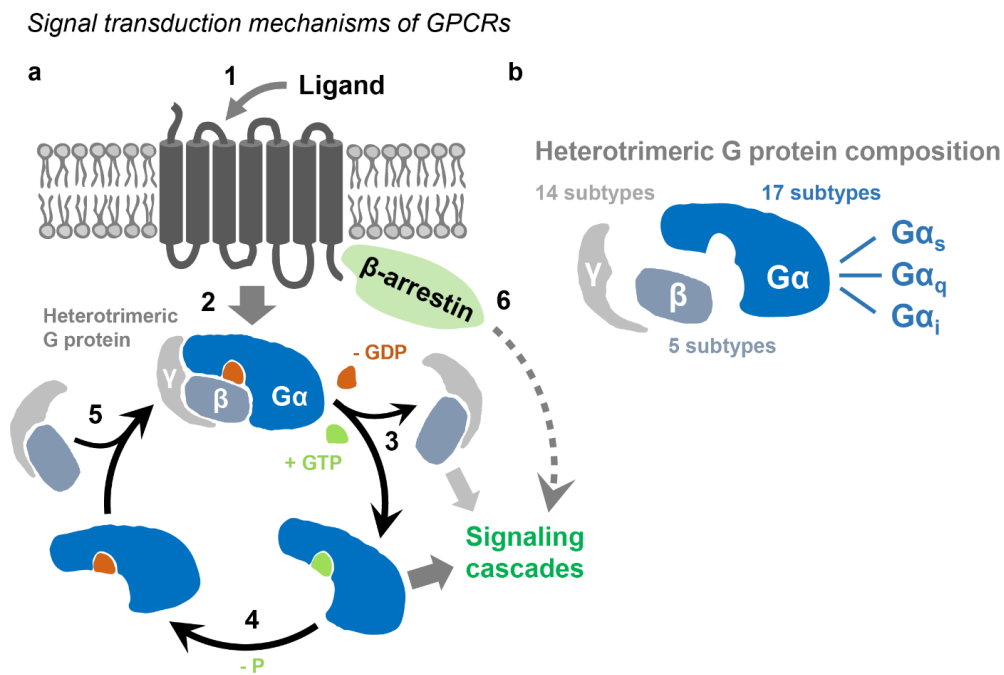 Signal transduction mechanisms of GPCRs
a
1
Ligand
β-arrestin
6
2
Heterotrimeric
G protein
γ
β
Gα
- GDP
+ GTP
3
5
Signaling
cascades
4
- P
b
Heterotrimeric G protein composition
14 subtypes
17 subtypes
γ
β
Gα
5 subtypes
Gαs
Gαq
Gαi